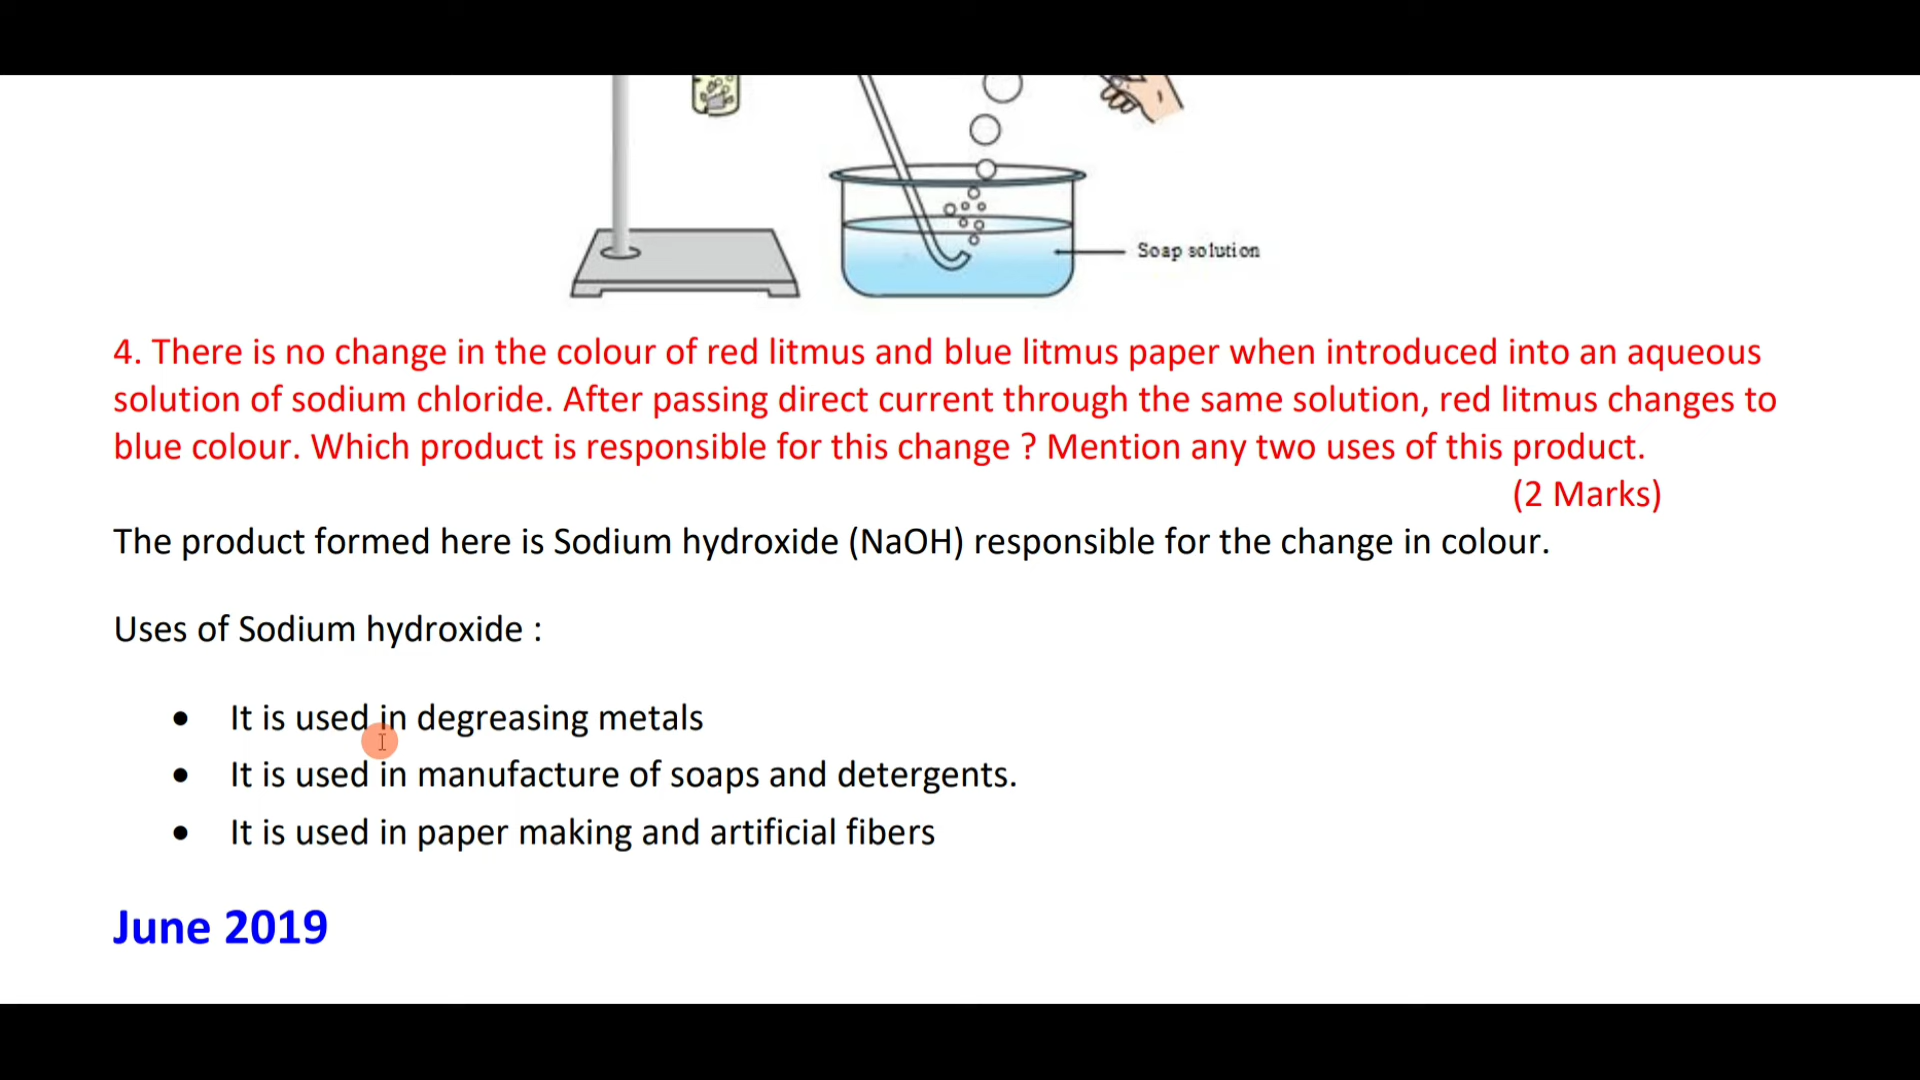 Soap solution
4. There is no change in the colour of red litmus and blue litmus paper when introduced into an aqueous
solution of sodium chloride. After passing direct current through the same solution, red litmus changes to
blue colour. Which product is responsible for this change ? Mention any two uses of this product.
(2 Marks)
The product formed here is Sodium hydroxide (NaOH) responsible for the change in colour.
Uses of Sodium hydroxide :
• It is used in degreasing metals
• It is used in manufacture of soaps and detergents.
• It is used in paper making and artificial fibers
June 2019